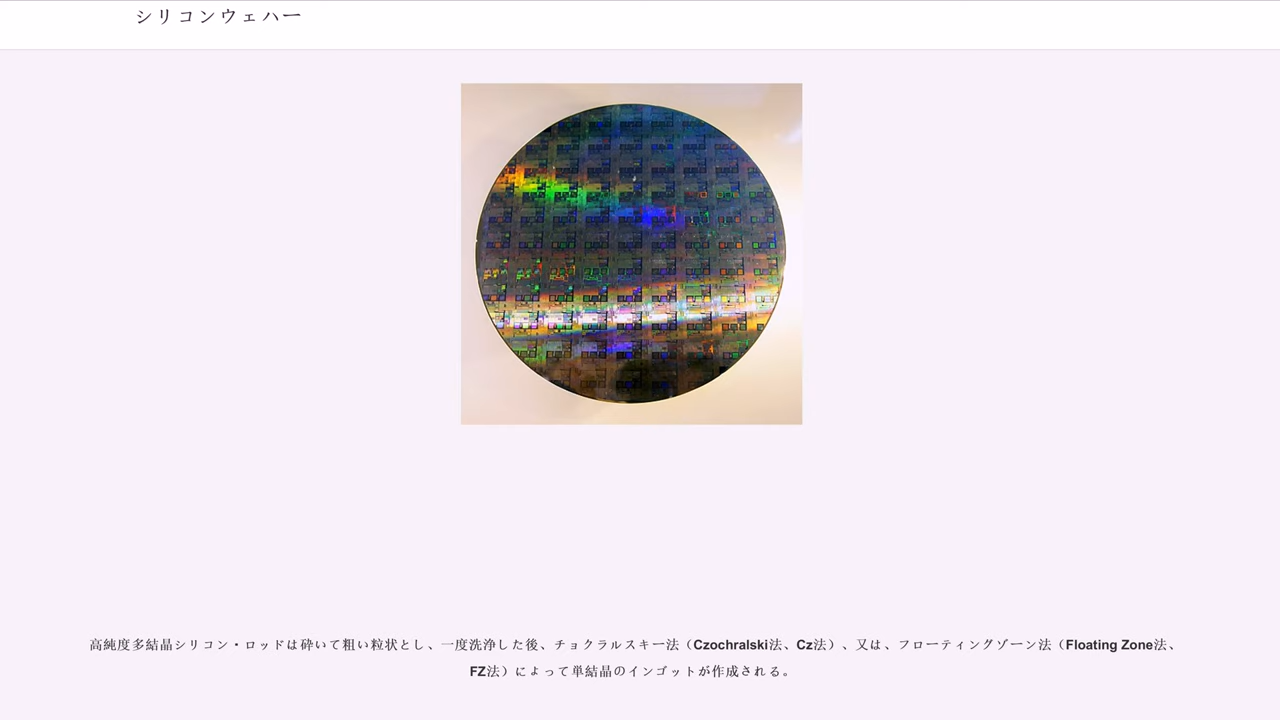 シリコンウェハー
高純度多結晶シリコン・ロッドは砕いて粗い粒状とし、一度洗浄した後、チョクラルスキー法（Czochralski法、Cz法）、又は、フローティングゾーン法（Floating Zone法、
FZ法）によって単結晶のインゴットが作成される。